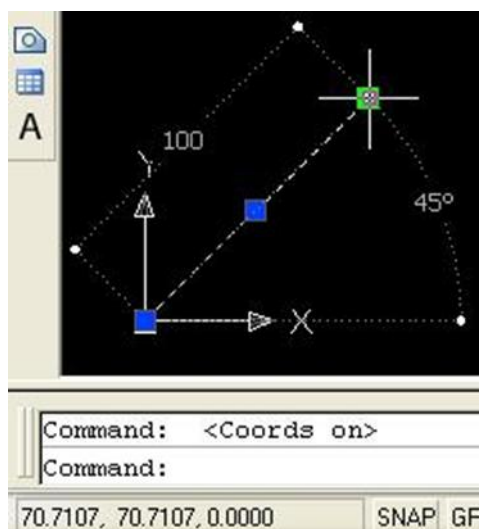 A
100
Y
45°
X
Command: <Coords on>
Command:
70.7107, 70.7107, 0.0000 SNAP